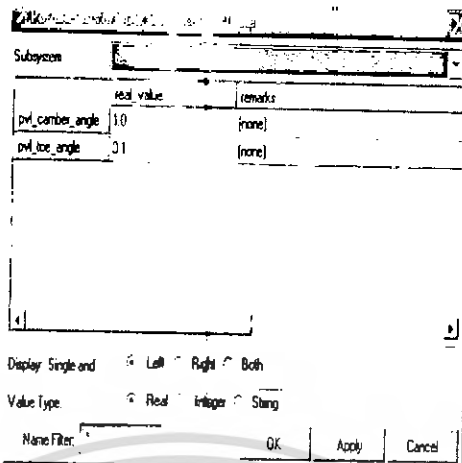 Subsystem
real_value remarks
pvl_camber_angle 1.0 (none)
pvl_toe_angle 0.1 (none)
Display: Single and Left Right Both
Value Type: Real Integer String
Name Filter: *
OK Apply Cancel